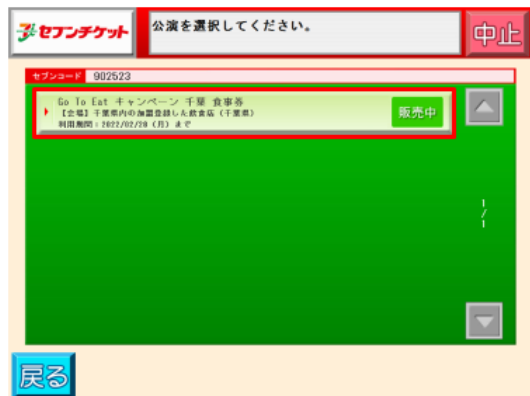 セブンチケット
公演を選択してください。
中止
セブンコード 902523
Go To Eat キャンペーン 千葉 食事券
【会場】千葉県内の加盟登録した飲食店（千葉県）
利用期間：2022/02/28（月）まで
販売中
1/1
戻る